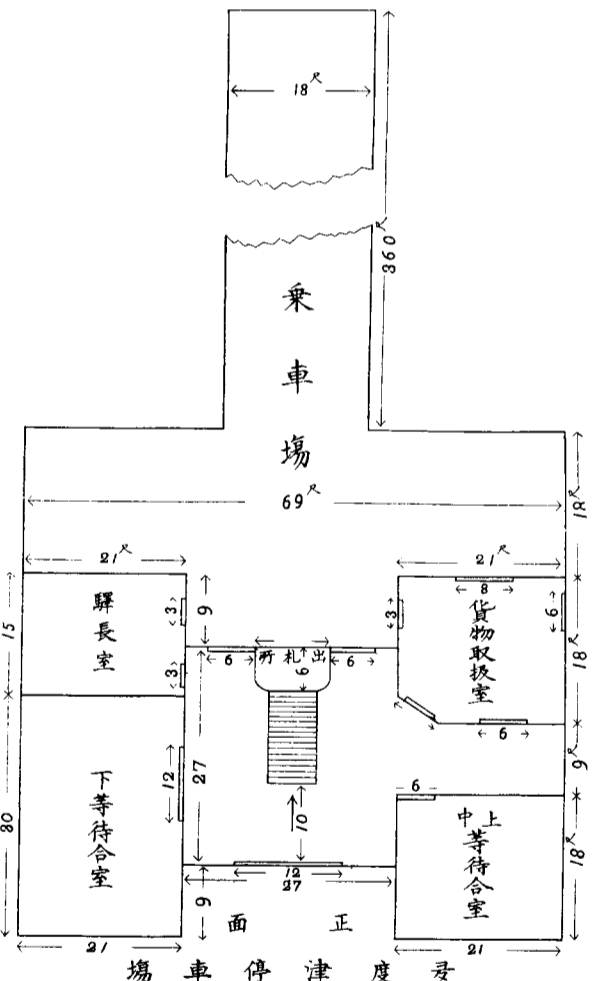 18尺
360尺
乗車場
69尺
18尺
21尺
21尺
驛長室
15
3
3
9
6
出札所
6
6
8
3
6
貨物取扱室
18尺
6
9尺
下等待合室
30
12
27
10
12
27
9
6
上中等待合室
18尺
21
21
正面
多度津停車場